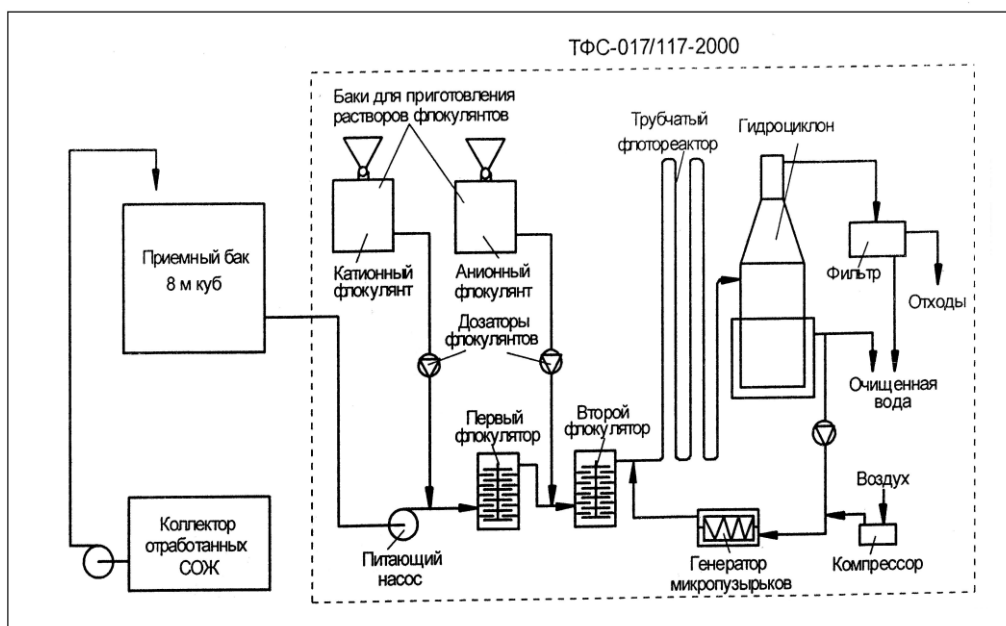 ТФС-017/117-2000
Баки для приготовления
растворов флокулянтов
Трубчатый
флотореактор
Гидроциклон
Приемный бак
8 м куб
Катионный
флокулянт
Анионный
флокулянт
Фильтр
Отходы
Дозаторы
флокулянтов
Очищенная
вода
Первый
флокулятор
Второй
флокулятор
Воздух
Коллектор
отработанных
СОЖ
Питающий
насос
Генератор
микропузырьков
Компрессор